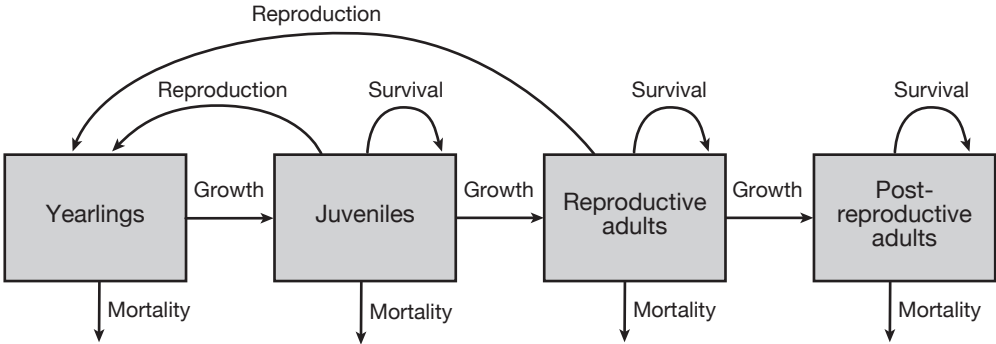 Reproduction
Reproduction
Survival
Survival
Survival
Yearlings
Growth
Juveniles
Growth
Reproductive
adults
Growth
Post-
reproductive
adults
Mortality
Mortality
Mortality
Mortality